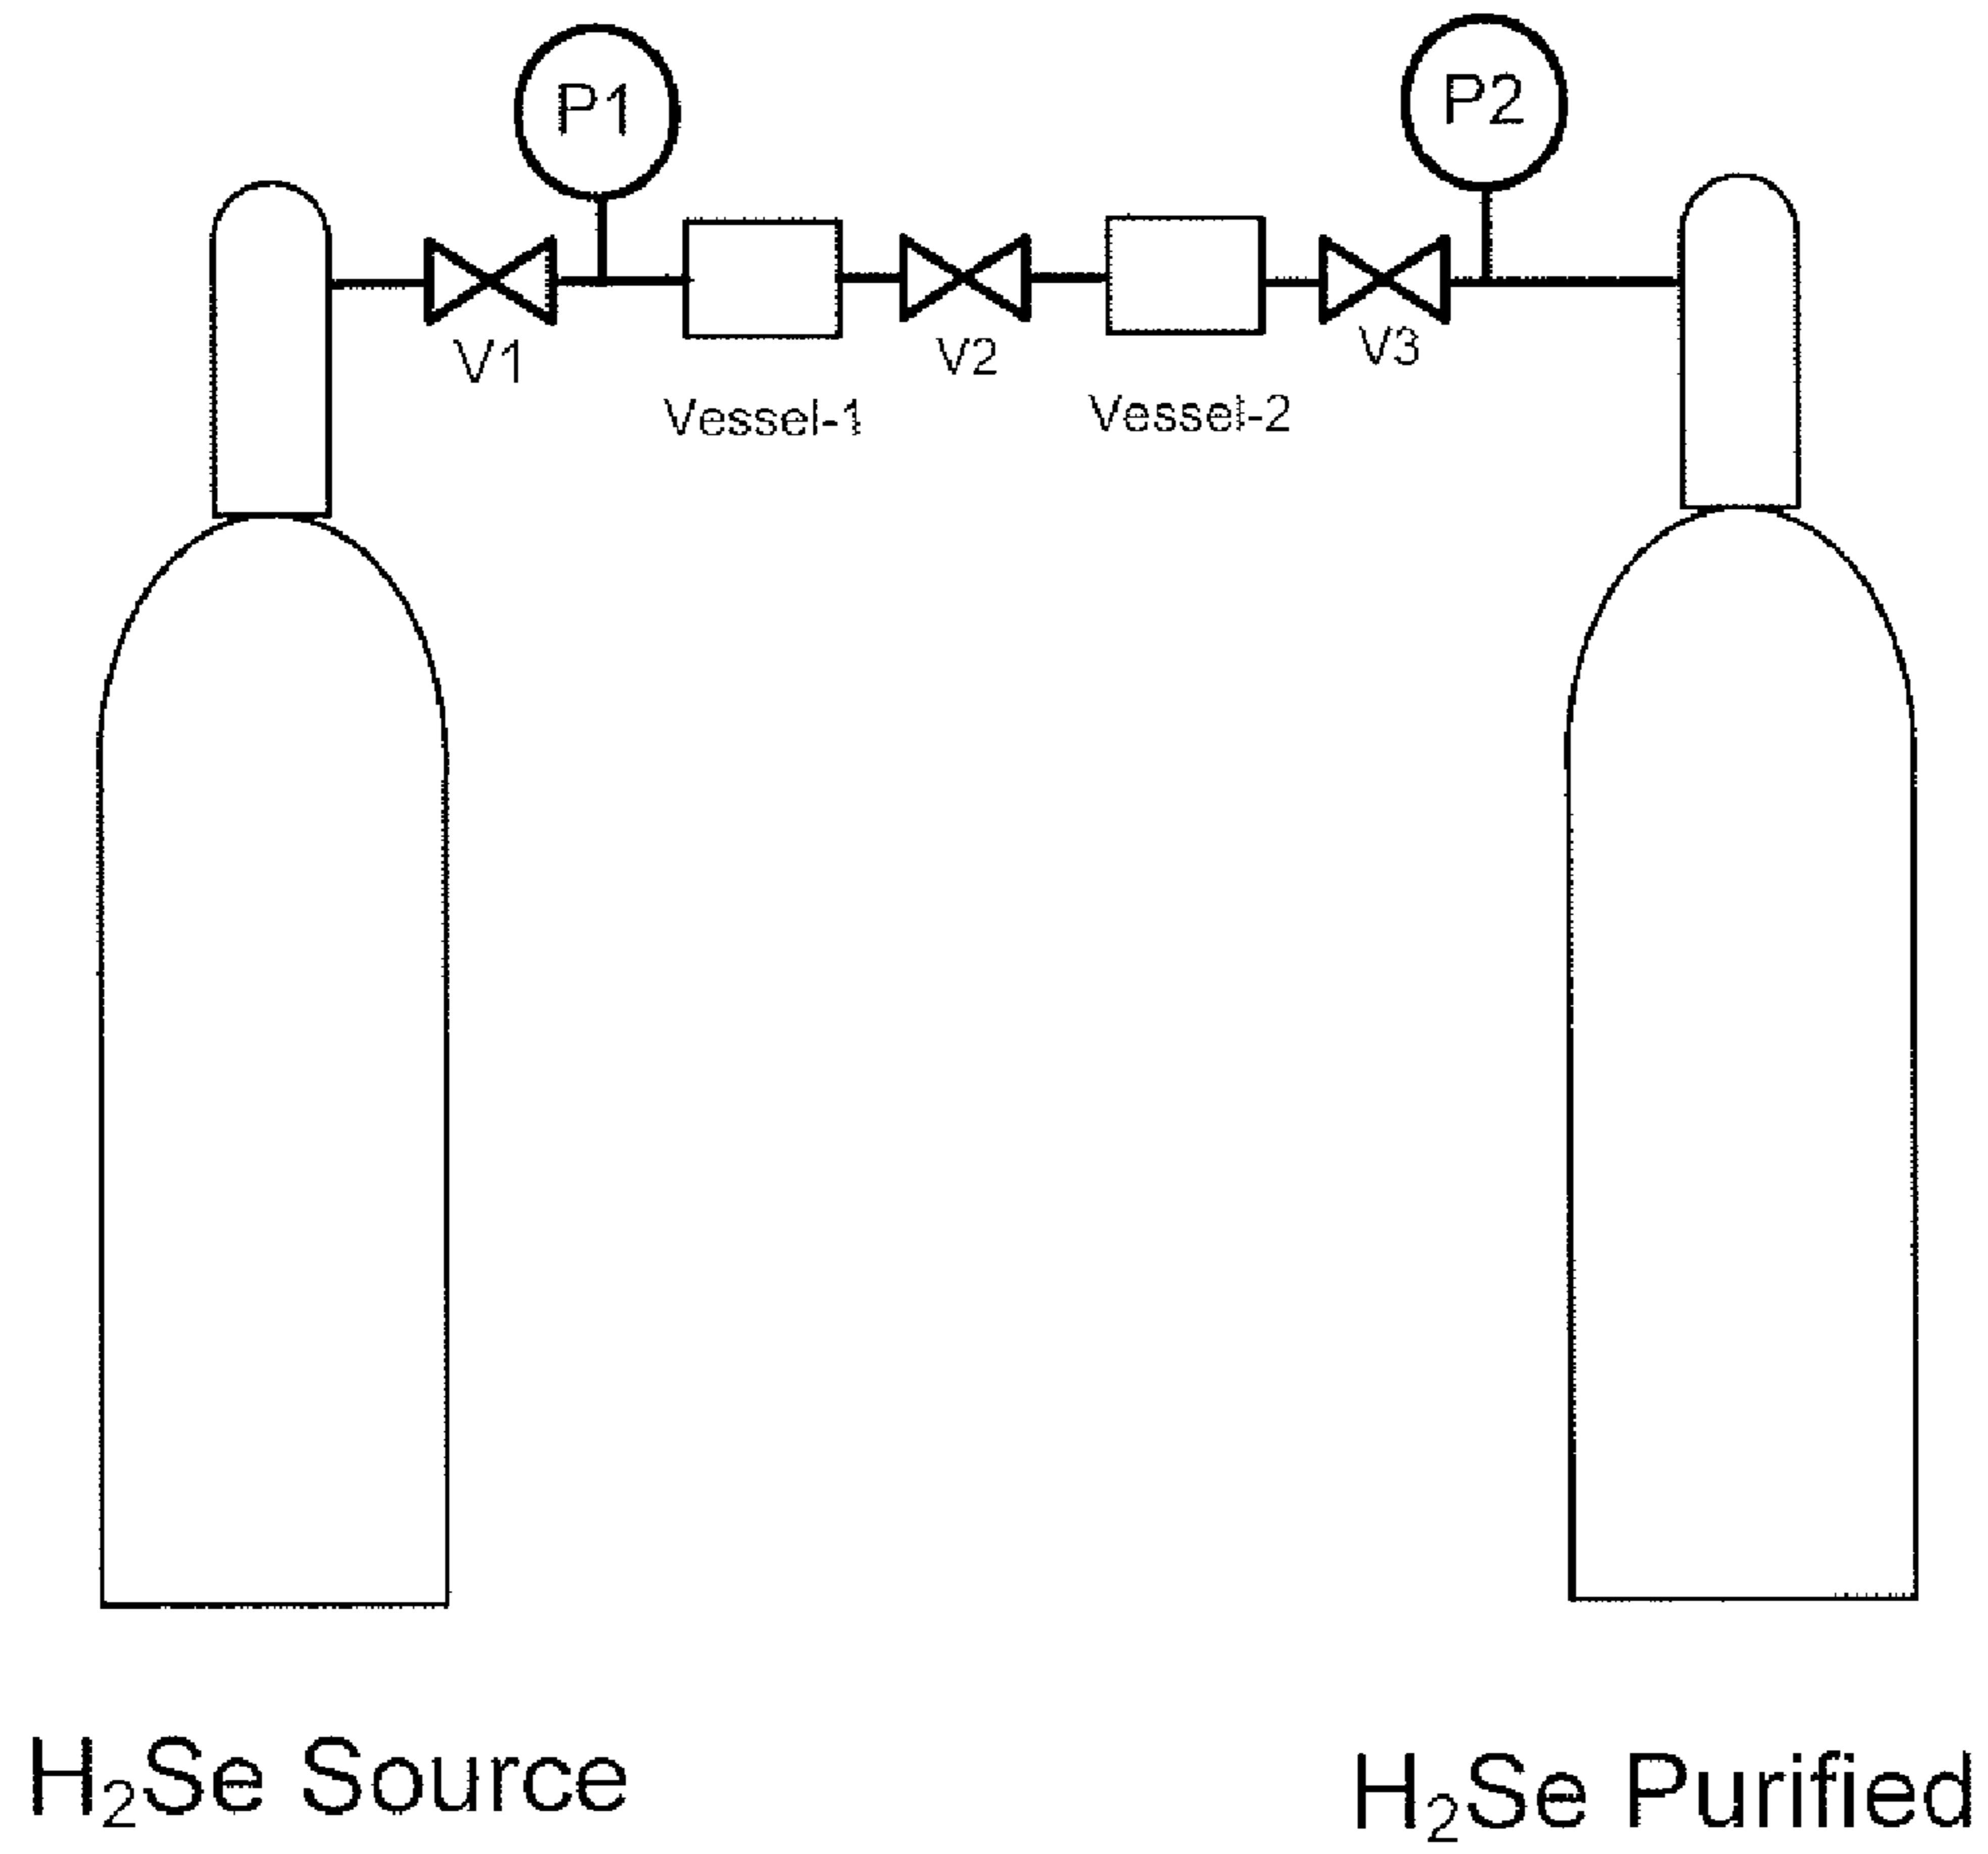 P1
P2
V1
V2
V3
Vessel-1
Vessel-2
H₂Se Source
H₂Se Purified